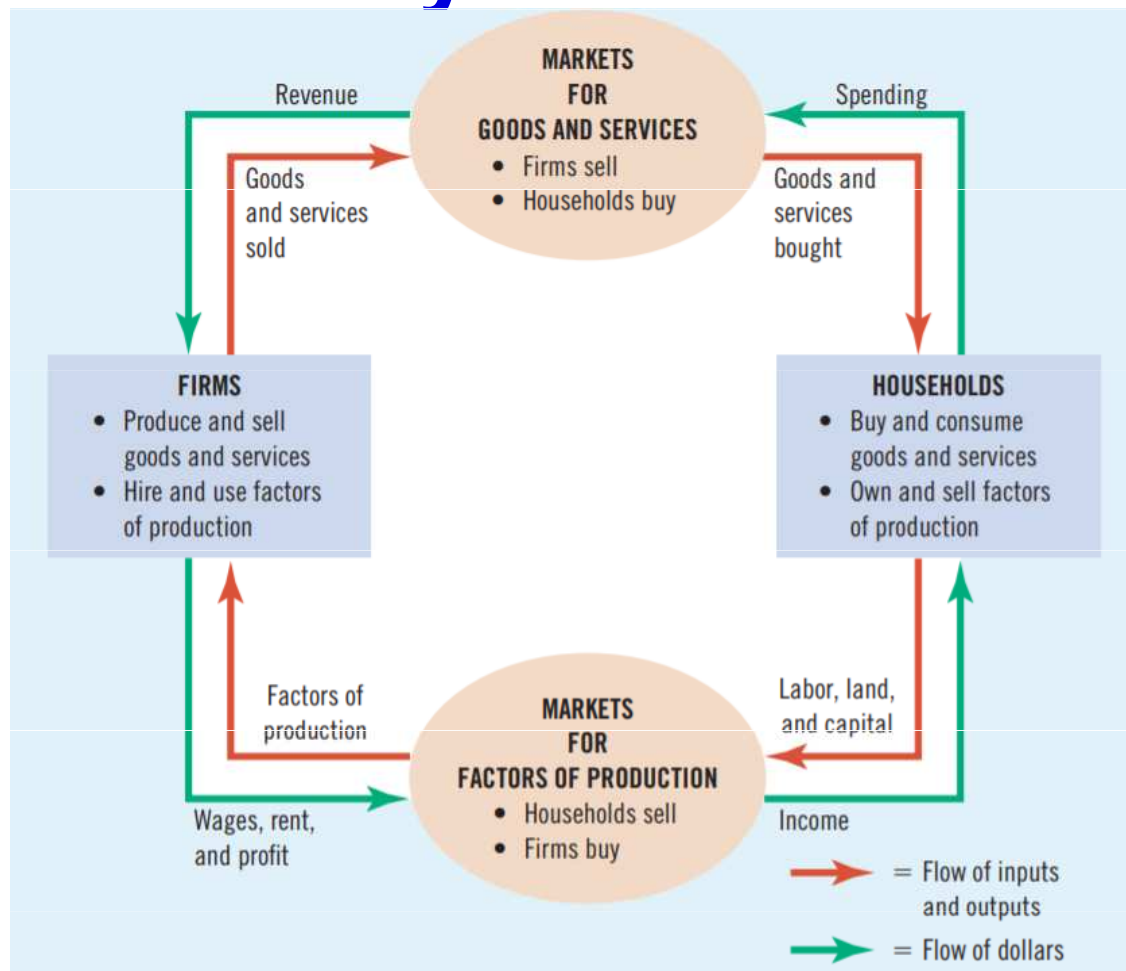 MARKETS
FOR
GOODS AND SERVICES
• Firms sell
• Households buy
Revenue
Spending
Goods
and services
sold
Goods and
services
bought
FIRMS
• Produce and sell
goods and services
• Hire and use factors
of production
HOUSEHOLDS
• Buy and consume
goods and services
• Own and sell factors
of production
Factors of
production
Labor, land,
and capital
MARKETS
FOR
FACTORS OF PRODUCTION
• Households sell
• Firms buy
Wages, rent,
and profit
Income
= Flow of inputs
and outputs
= Flow of dollars